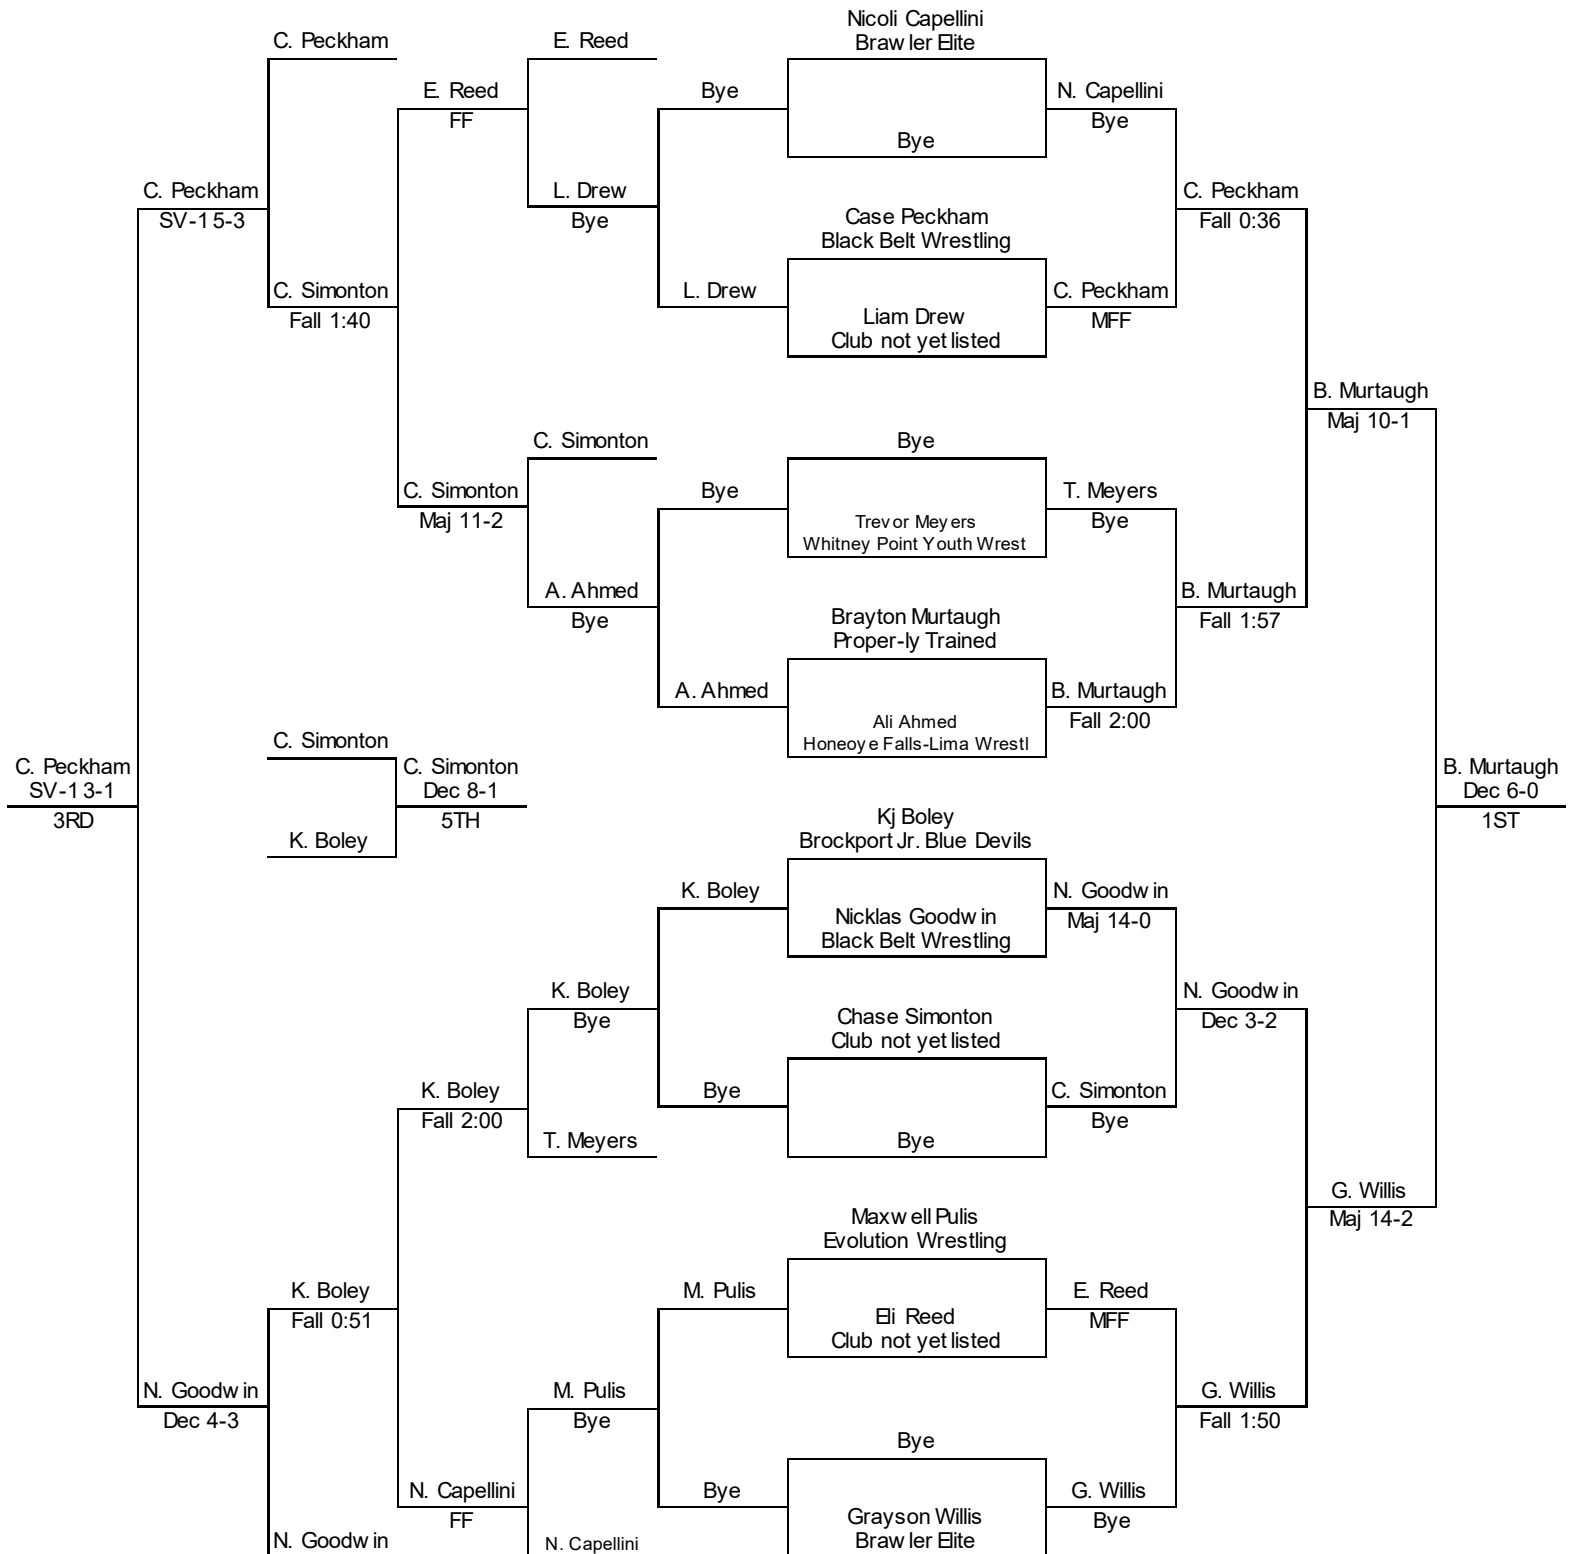 Nicoli Capellini
C. Peckham
E. Reed
Brawler Elite
E. Reed
Bye
N. Capellini
FF
Bye
Bye
C. Peckham
L. Drew
C. Peckham
SV-1 5-3
Bye
Case Peckham
Fall 0:36
Black Belt Wrestling
C. Simonton
L. Drew
C. Peckham
Fall 1:40
Liam Drew
MFF
Club not yet listed
B. Murtaugh
Maj 10-1
C. Simonton
Bye
C. Simonton
Bye
T. Meyers
Maj 11-2
Trevor Meyers
Bye
Whitney Point Youth Wrest
A. Ahmed
B. Murtaugh
Bye
Brayton Murtaugh
Fall 1:57
Proper-ly Trained
A. Ahmed
B. Murtaugh
Ali Ahmed
Fall 2:00
Honeoye Falls-Lima Wrestl
C. Simonton
C. Peckham
C. Simonton
B. Murtaugh
SV-1 3-1
Dec 8-1
Dec 6-0
3RD
5TH
1ST
K. Boley
Kj Boley
Brockport Jr. Blue Devils
K. Boley
N. Goodwin
Nicklas Goodwin
Maj 14-0
Black Belt Wrestling
K. Boley
N. Goodwin
Bye
Chase Simonton
Dec 3-2
Club not yet listed
K. Boley
Bye
C. Simonton
Fall 2:00
Bye
T. Meyers
Bye
G. Willis
Maxwell Pulis
Maj 14-2
Evolution Wrestling
K. Boley
M. Pulis
E. Reed
Fall 0:51
Eli Reed
MFF
Club not yet listed
N. Goodwin
M. Pulis
G. Willis
Dec 4-3
Bye
Fall 1:50
Bye
N. Capellini
Bye
G. Willis
FF
Grayson Willis
Bye
N. Goodwin
N. Capellini
Brawler Elite